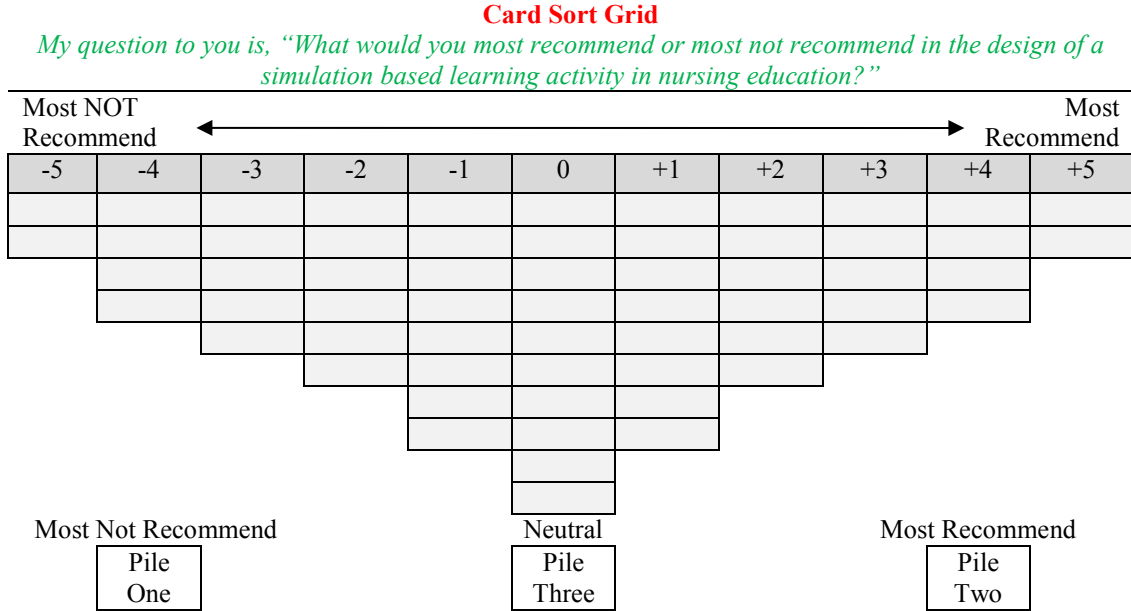 Card Sort Grid
My question to you is, “What would you most recommend or most not recommend in the design of a
simulation based learning activity in nursing education?”
Most NOT Most
Recommend Recommend
-5 -4 -3 -2 -1 0 +1 +2 +3 +4 +5
Most Not Recommend Neutral Most Recommend
Pile Pile Pile
One Three Two